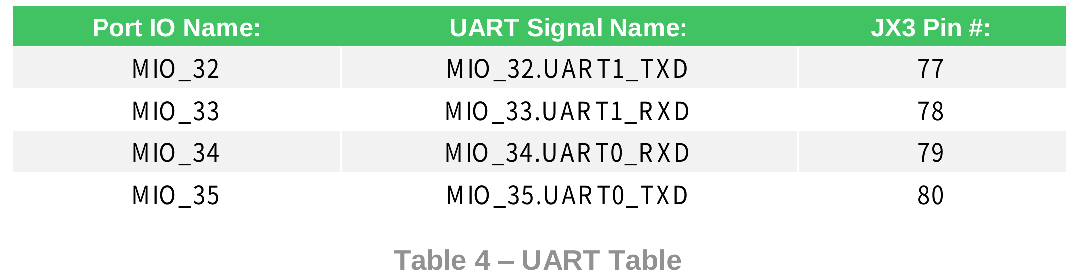 Port IO Name: UART Signal Name: JX3 Pin #:
MIO_32 MIO_32.UART1_TXD 77
MIO_33 MIO_33.UART1_RXD 78
MIO_34 MIO_34.UART0_RXD 79
MIO_35 MIO_35.UART0_TXD 80
Table 4 – UART Table